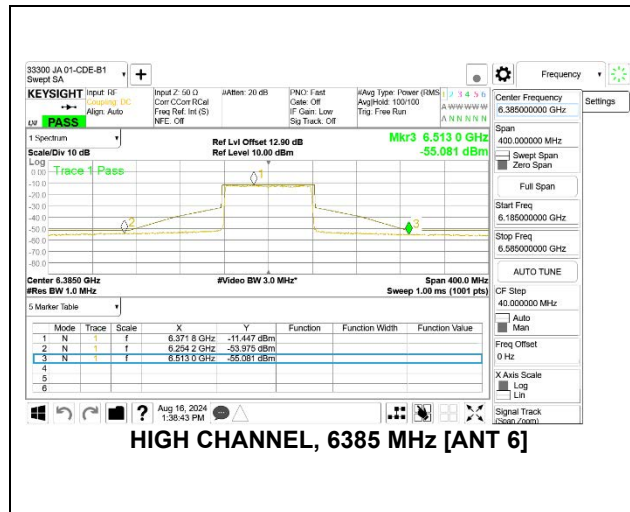 33300 JA 01-CDE-B1
Swept SA
Frequency
KEYSIGHT
Input: RF
Coupling: DC
Align: Auto
Input Z: 50 Ω
Corr CCorr RCal
Freq Ref: Int (S)
NFE: Off
#Atten: 20 dB
PNO: Fast
Gate: Off
IF Gain: Low
Sig Track: Off
#Avg Type: Power (RMS
Avg|Hold: 100/100
Trig: Free Run
1 2 3 4 5 6
A W W W W W
A N N N N N
PASS
1 Spectrum
Scale/Div 10 dB
Ref Lvl Offset 12.90 dB
Ref Level 10.00 dBm
Mkr3 6.513 0 GHz
-55.081 dBm
Log
Trace 1 Pass
0.00
-10.0
-20.0
-30.0
-40.0
-50.0
-60.0
-70.0
-80.0
1
2
3
Center 6.3850 GHz
#Res BW 1.0 MHz
#Video BW 3.0 MHz*
Span 400.0 MHz
Sweep 1.00 ms (1001 pts)
5 Marker Table
Mode Trace Scale X Y Function Function Width Function Value
1 N 1 f 6.371 8 GHz -11.447 dBm
2 N 1 f 6.254 2 GHz -53.975 dBm
3 N 1 f 6.513 0 GHz -55.081 dBm
4
5
6
Aug 16, 2024
1:38:43 PM
Center Frequency
6.385000000 GHz
Settings
Span
400.000000 MHz
Swept Span
Zero Span
Full Span
Start Freq
6.185000000 GHz
Stop Freq
6.585000000 GHz
AUTO TUNE
CF Step
40.000000 MHz
Auto
Man
Freq Offset
0 Hz
X Axis Scale
Log
Lin
Signal Track
(Span Zoom)
HIGH CHANNEL, 6385 MHz [ANT 6]